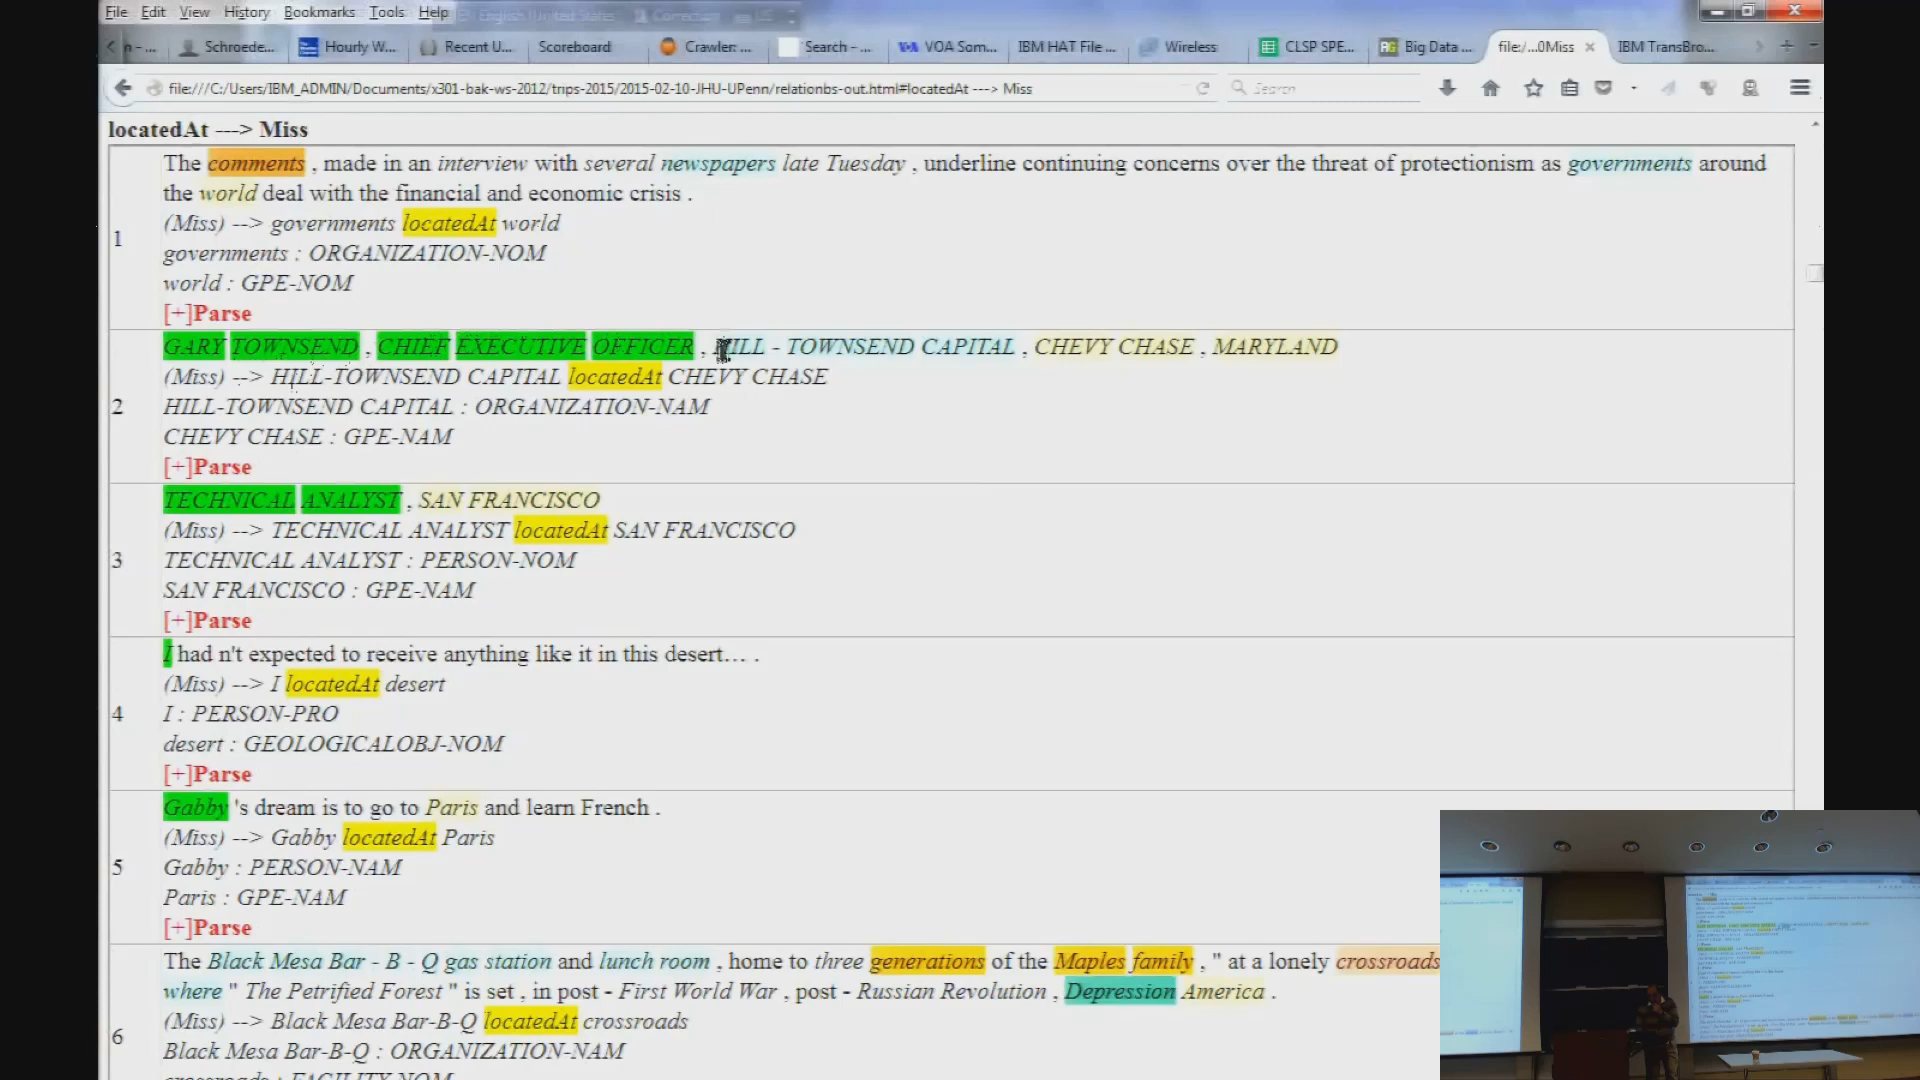 File Edit View History Bookmarks Tools Help
n - ... Schroede... Hourly W... Recent U... Scoreboard Crawler: ... Search - ... VOA Som... IBM HAT File ... Wireless CLSP SPE... Big Data ... file:/...0Miss × IBM TransBro...
file:///C:/Users/IBM_ADMIN/Documents/x301-bak-ws-2012/trips-2015/2015-02-10-JHU-UPenn/relationbs-out.html#locatedAt ---> Miss Search
locatedAt ---> Miss
1
The comments , made in an interview with several newspapers late Tuesday , underline continuing concerns over the threat of protectionism as governments around
the world deal with the financial and economic crisis .
(Miss) --> governments locatedAt world
governments : ORGANIZATION-NOM
world : GPE-NOM
[+]Parse
2
GARY TOWNSEND , CHIEF EXECUTIVE OFFICER , HILL - TOWNSEND CAPITAL , CHEVY CHASE , MARYLAND
(Miss) --> HILL-TOWNSEND CAPITAL locatedAt CHEVY CHASE
HILL-TOWNSEND CAPITAL : ORGANIZATION-NAM
CHEVY CHASE : GPE-NAM
[+]Parse
3
TECHNICAL ANALYST , SAN FRANCISCO
(Miss) --> TECHNICAL ANALYST locatedAt SAN FRANCISCO
TECHNICAL ANALYST : PERSON-NOM
SAN FRANCISCO : GPE-NAM
[+]Parse
4
I had n't expected to receive anything like it in this desert... .
(Miss) --> I locatedAt desert
I : PERSON-PRO
desert : GEOLOGICALOBJ-NOM
[+]Parse
5
Gabby 's dream is to go to Paris and learn French .
(Miss) --> Gabby locatedAt Paris
Gabby : PERSON-NAM
Paris : GPE-NAM
[+]Parse
6
The Black Mesa Bar - B - Q gas station and lunch room , home to three generations of the Maples family , " at a lonely crossroads
where " The Petrified Forest " is set , in post - First World War , post - Russian Revolution , Depression America .
(Miss) --> Black Mesa Bar-B-Q locatedAt crossroads
Black Mesa Bar-B-Q : ORGANIZATION-NAM
crossroads : FACILITY-NOM